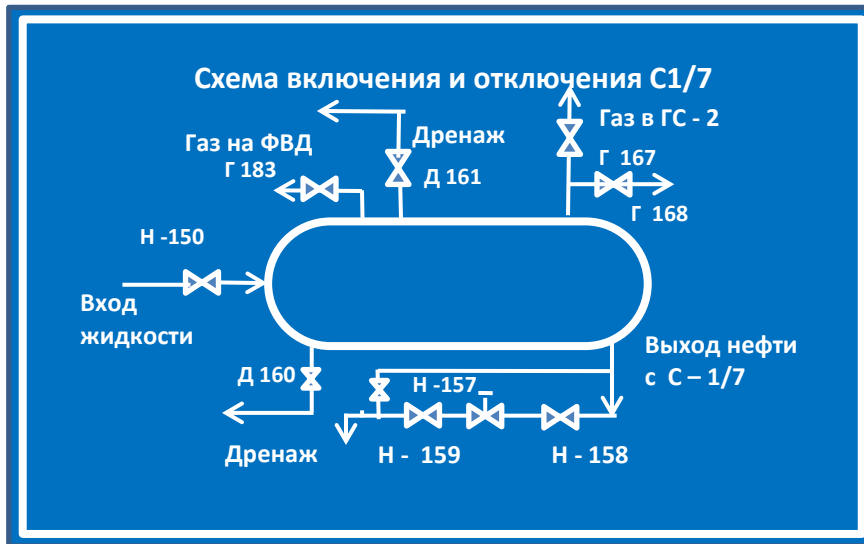 Схема включения и отключения С1/7
Газ в ГС - 2
Дренаж
Газ на ФВД
Г 183
Г 167
Д 161
Г 168
Н -150
Вход
жидкости
Выход нефти
с С – 1/7
Д 160
Н -157
Дренаж
Н - 159
Н - 158